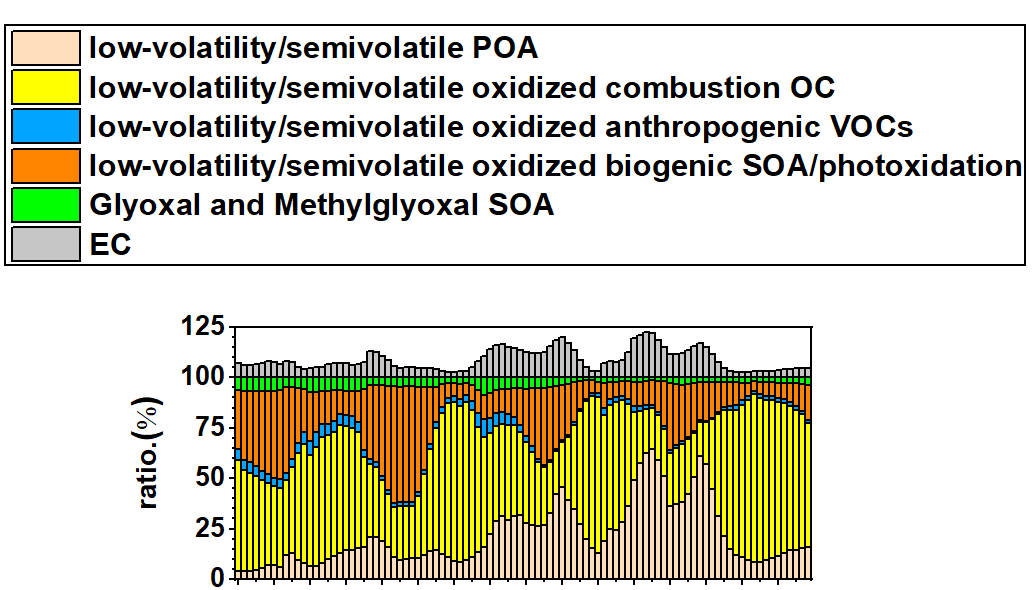 low-volatility/semivolatile POA
low-volatility/semivolatile oxidized combustion OC
low-volatility/semivolatile oxidized anthropogenic VOCs
low-volatility/semivolatile oxidized biogenic SOA/photoxidation
Glyoxal and Methylglyoxal SOA
EC
125
100
75
50
25
0
ratio.(%)